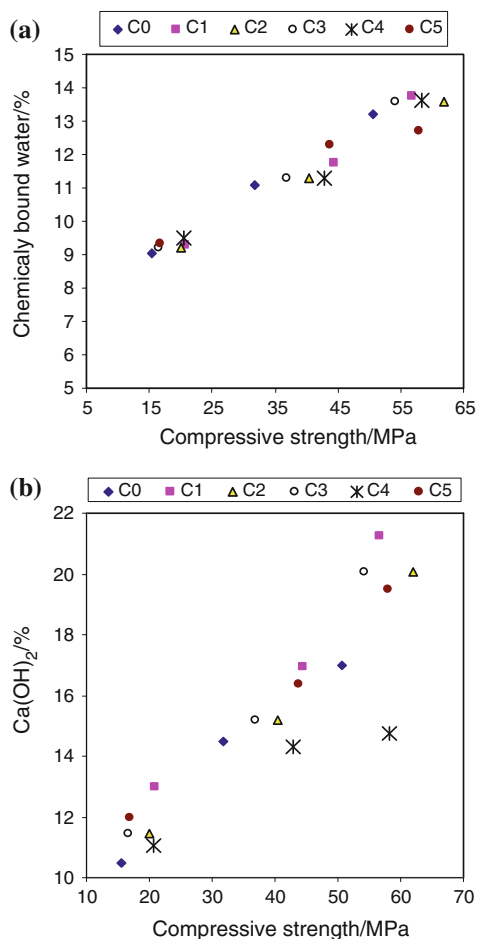 (a)
C0 C1 C2 C3 C4 C5
Chemicaly bound water/%
14
13
12
11
10
9
8
7
6
5
5 15 25 35 45 55 65
Compressive strength/MPa
(b)
C0 C1 C2 C3 C4 C5
Ca(OH)2/%
22
20
18
16
14
12
10
10 20 30 40 50 60 70
Compressive strength/MPa